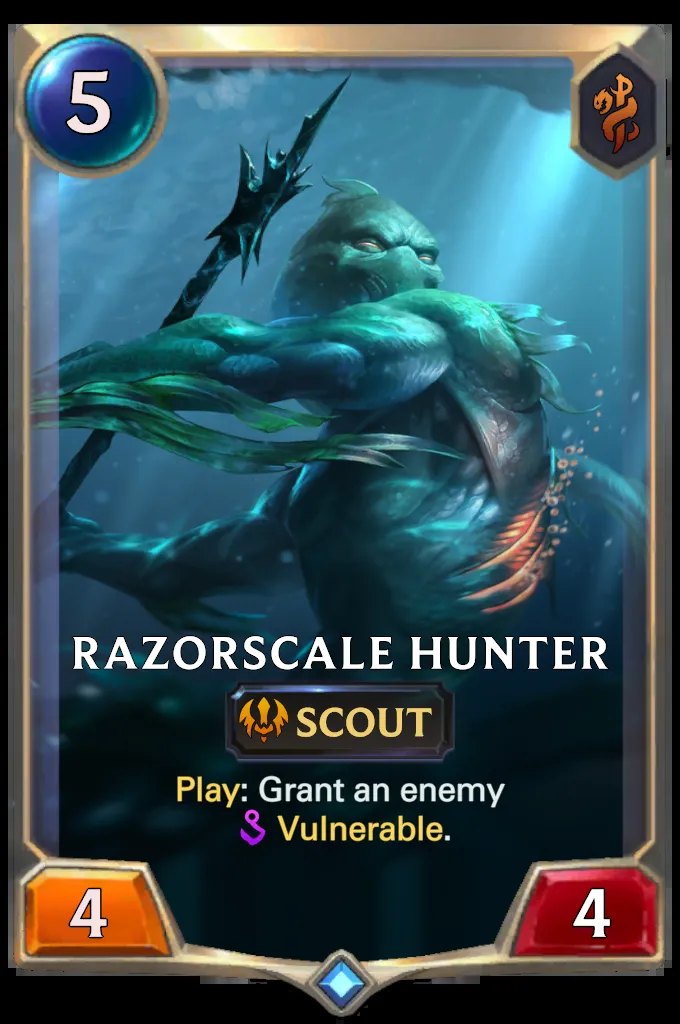 5
RAZORSCALE HUNTER
SCOUT
Play: Grant an enemy
Vulnerable.
4 4